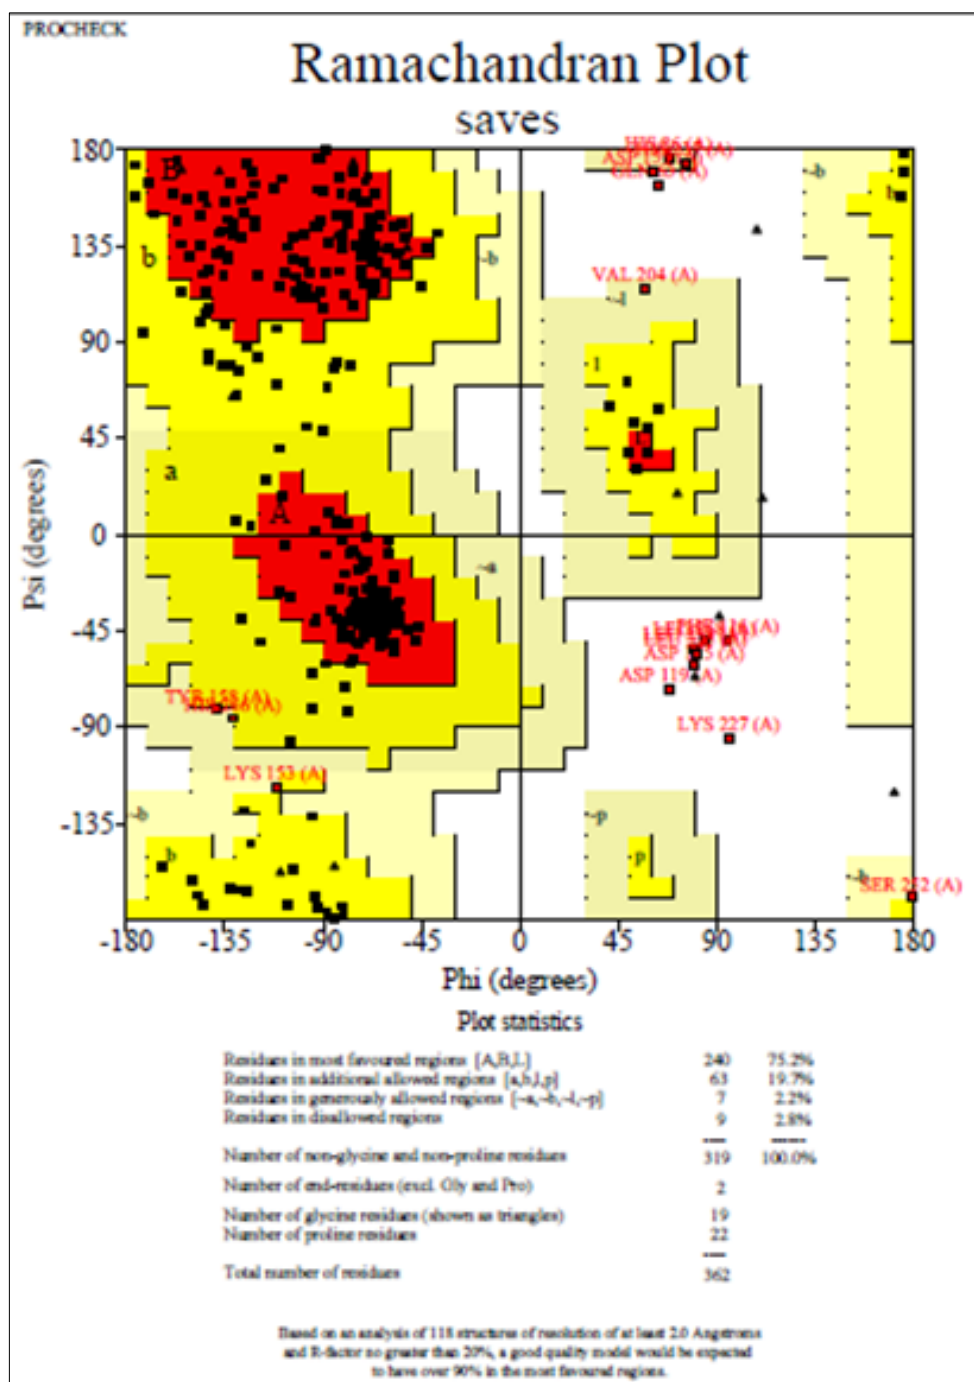 PROCHECK
Ramachandran Plot
saves
B
b
~b
~b
b
~l
l
a
A
~a
~b
b
~p
p
~b
VAL 204 (A)
ASP 119 (A)
LYS 227 (A)
TYR 158 (A)
LYS 153 (A)
SER 212 (A)
180
135
90
45
0
-45
-90
-135
Psi (degrees)
-180 -135 -90 -45 0 45 90 135 180
Phi (degrees)
Plot statistics
Residues in most favoured regions [A,B,L] 240 75.2%
Residues in additional allowed regions [a,b,l,p] 63 19.7%
Residues in generously allowed regions [~a,~b,~l,~p] 7 2.2%
Residues in disallowed regions 9 2.8%
---- ------
Number of non-glycine and non-proline residues 319 100.0%
Number of end-residues (excl. Gly and Pro) 2
Number of glycine residues (shown as triangles) 19
Number of proline residues 22
----
Total number of residues 362
Based on an analysis of 118 structures of resolution of at least 2.0 Angstroms
and R-factor no greater than 20%, a good quality model would be expected
to have over 90% in the most favoured regions.